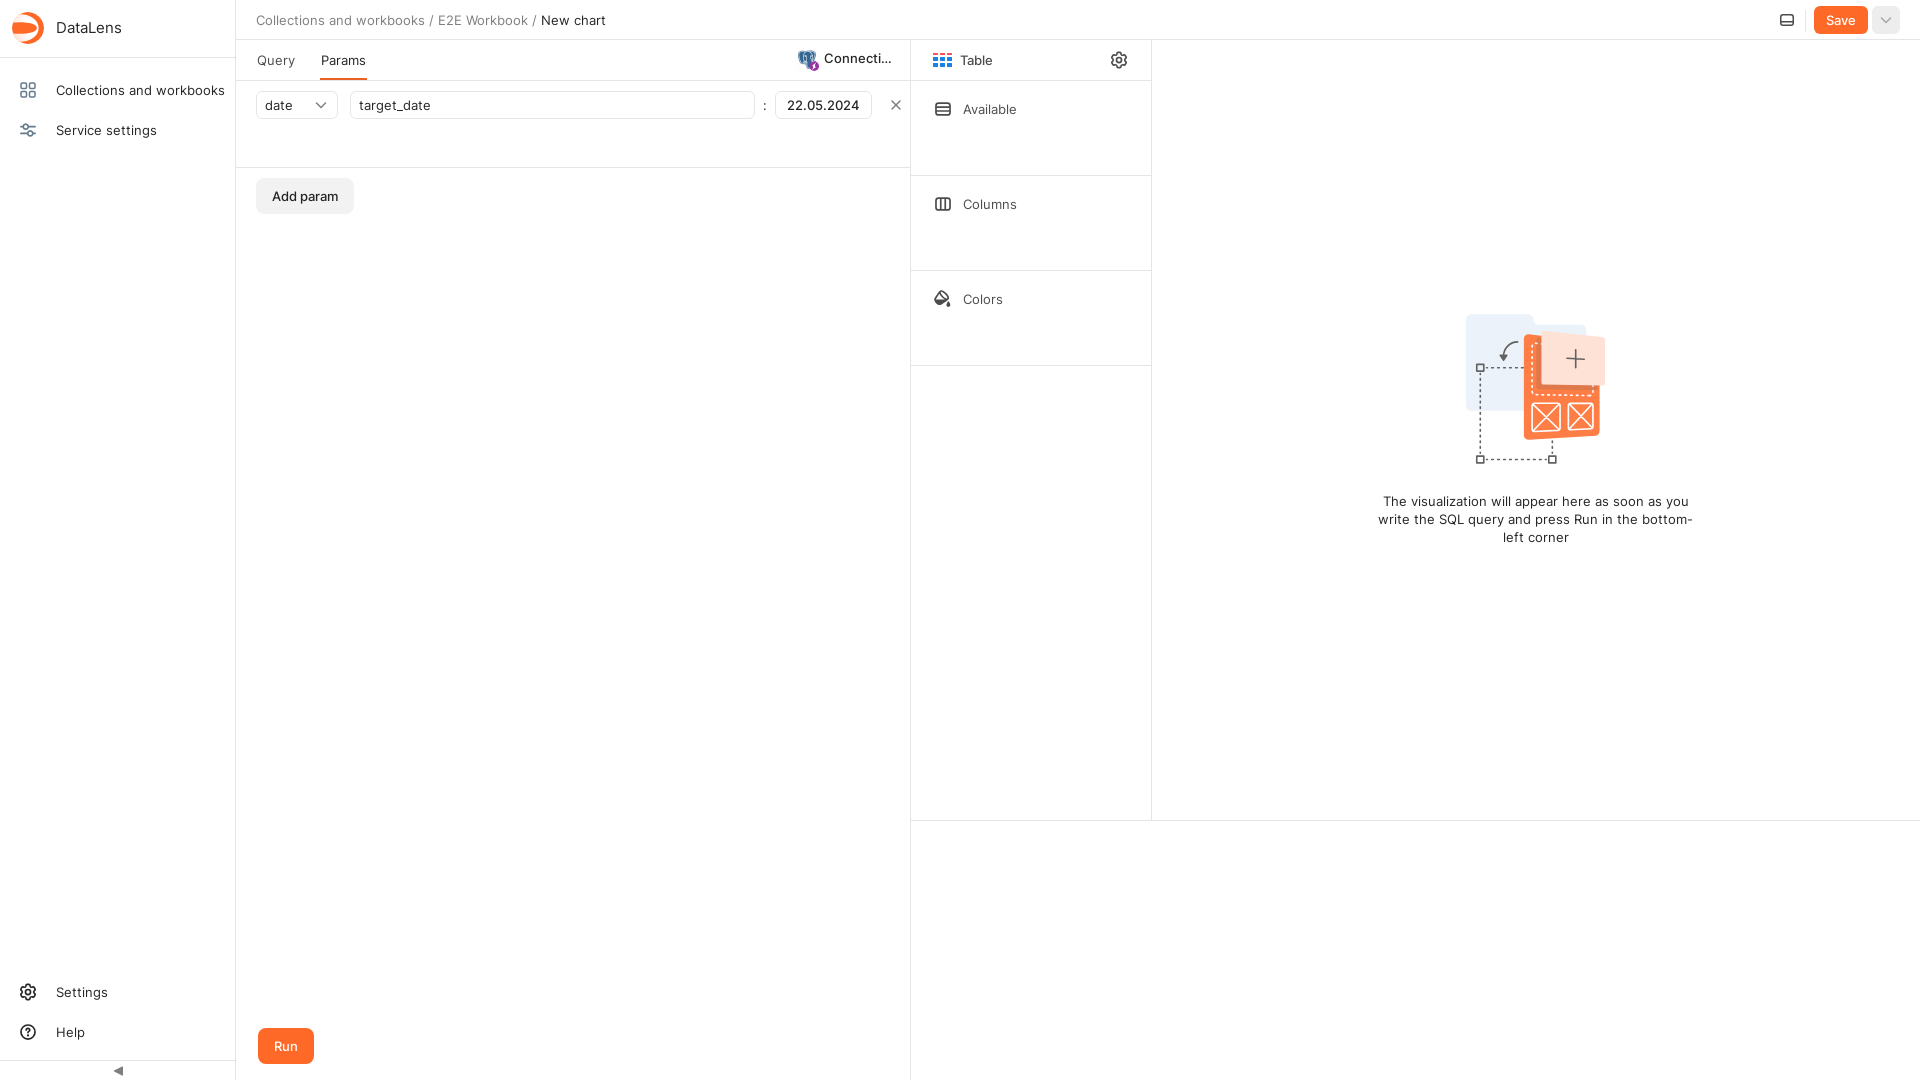 DataLens
Collections and workbooks
Service settings
Settings
Help
Collections and workbooks / E2E Workbook / New chart
Save
Query
Params
Connecti...
date
target_date
:
22.05.2024
Add param
Run
Table
Available
Columns
Colors
The visualization will appear here as soon as you
write the SQL query and press Run in the bottom-
left corner